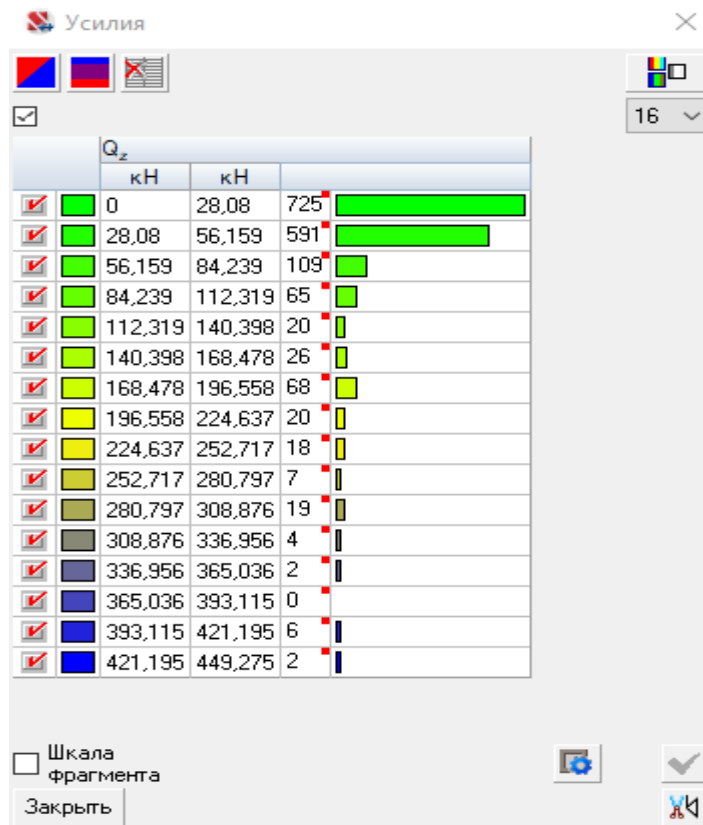 Усилия
16
Qz
кН кН
0 28,08 725
28,08 56,159 591
56,159 84,239 109
84,239 112,319 65
112,319 140,398 20
140,398 168,478 26
168,478 196,558 68
196,558 224,637 20
224,637 252,717 18
252,717 280,797 7
280,797 308,876 19
308,876 336,956 4
336,956 365,036 2
365,036 393,115 0
393,115 421,195 6
421,195 449,275 2
Шкала
фрагмента
Закрыть